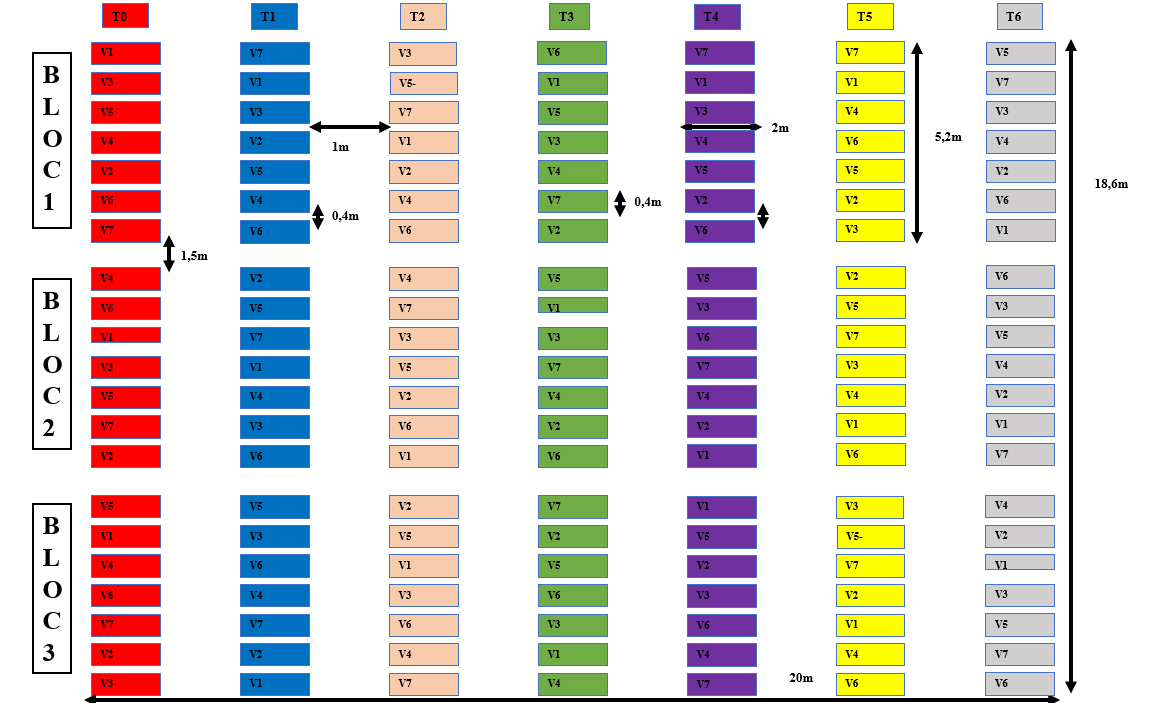 T0 T1 T2 T3 T4 T5 T6
BLOC1
V1 V7 V3 V6 V7 V7 V5
V3 V1 V5- V1 V1 V1 V7
V5 V3 V7 V5 V3 V4 V3
1m 2m
V4 V2 V1 V3 V4 V6 V4
5,2m
V2 V5 V2 V4 V5 V5 V2
18,6m
V6 V4 V4 V7 V2 V2 V6
0,4m 0,4m
V7 V6 V6 V2 V6 V3 V1
1,5m
BLOC2
V4 V2 V4 V5 V5 V2 V6
V6 V5 V7 V1 V3 V5 V3
V1 V7 V3 V3 V6 V7 V5
V3 V1 V5 V7 V7 V3 V4
V5 V4 V2 V4 V4 V4 V2
V7 V3 V6 V2 V2 V1 V1
V2 V6 V1 V6 V1 V6 V7
BLOC3
V5 V5 V2 V7 V1 V3 V4
V1 V3 V5 V2 V5 V5- V2
V4 V6 V1 V5 V2 V7 V1
V6 V4 V3 V6 V3 V2 V3
V7 V7 V6 V3 V6 V1 V5
V2 V2 V4 V1 V4 V4 V7
20m
V3 V1 V7 V4 V7 V6 V6